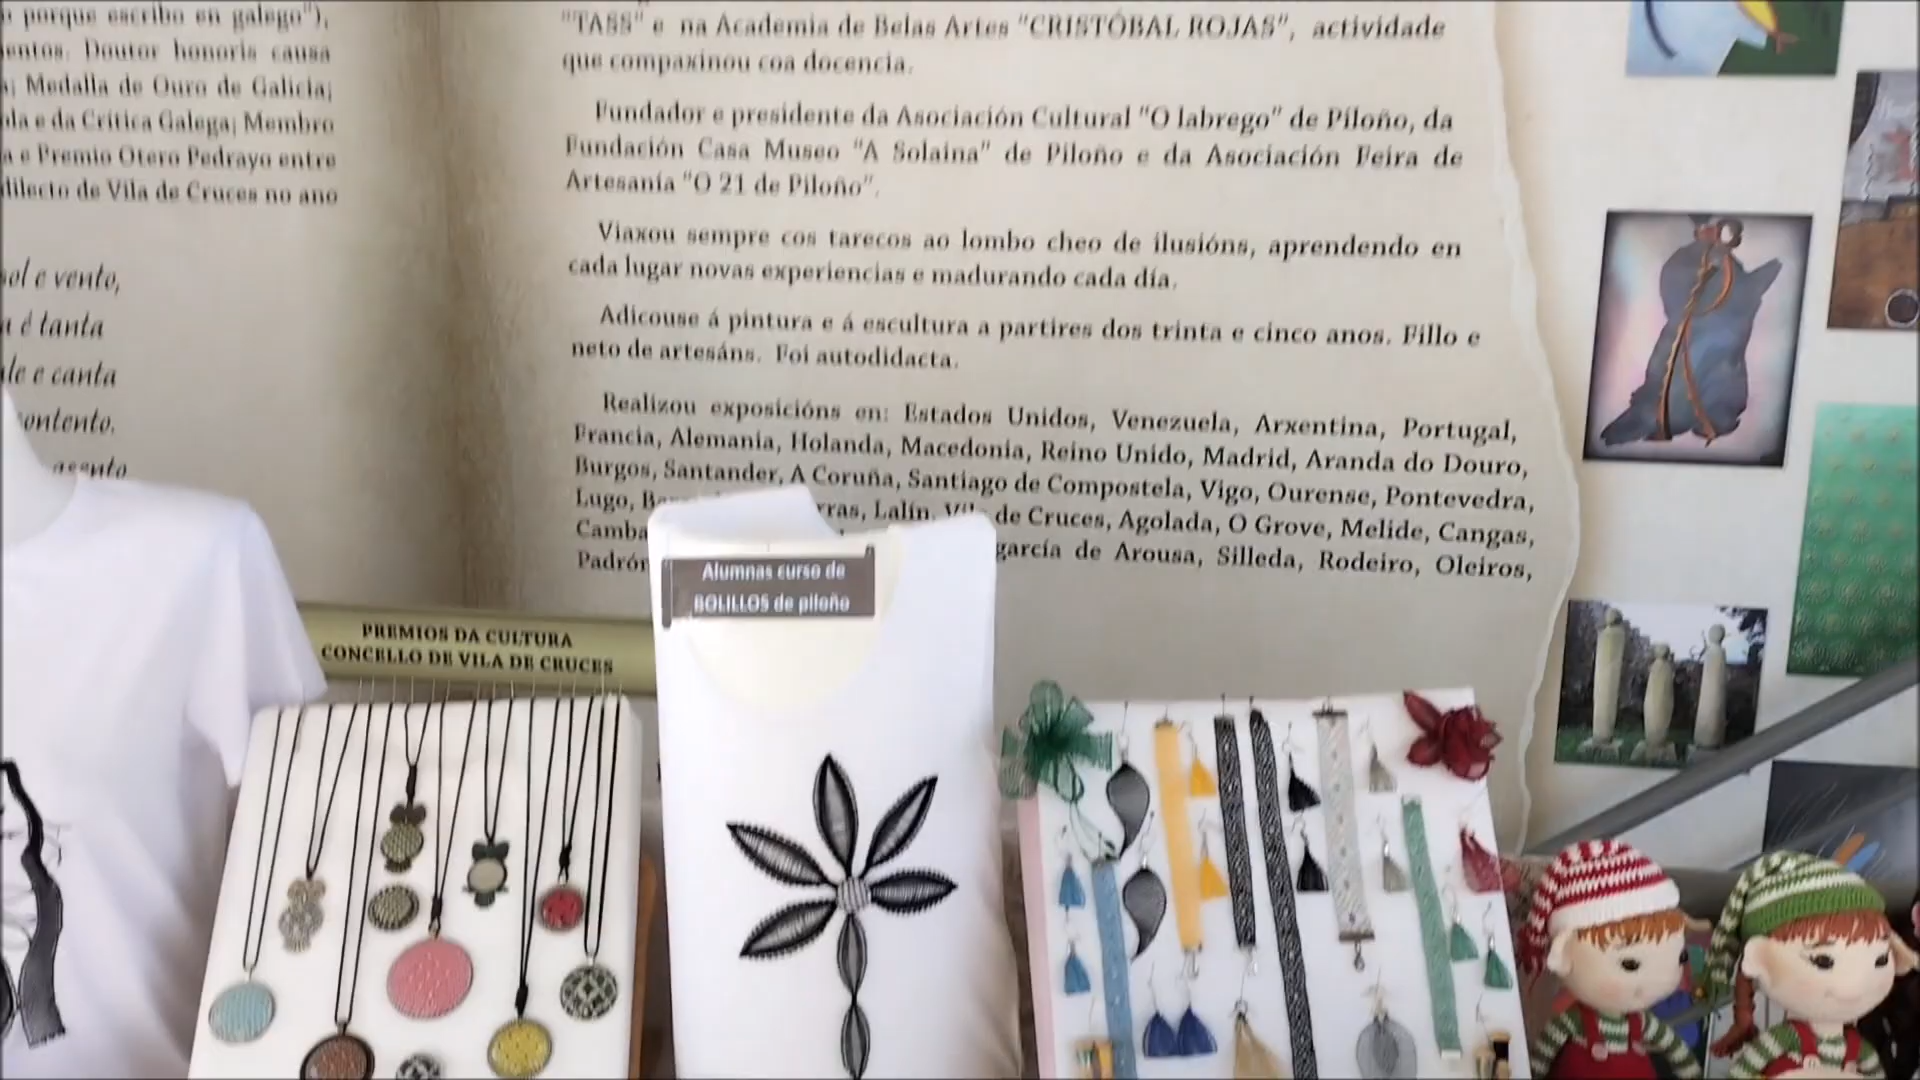 porque escribo en galego"),
entos. Doutor honoris causa
Medalla de Ouro de Galicia;
e da Crítica Galega; Membro
e Premio Otero Pedrayo entre
dilecto de Vila de Cruces no ano
sol e vento,
é tanta
e canta
contento.
asento
"TASS" e na Academia de Belas Artes "CRISTÓBAL ROJAS", actividade
que compaxinou coa docencia.
Fundador e presidente da Asociación Cultural "O labrego" de Piloño, da
Fundación Casa Museo "A Solaina" de Piloño e da Asociación Feira de
Artesanía "O 21 de Piloño".
Viaxou sempre cos tarecos ao lombo cheo de ilusións, aprendendo en
cada lugar novas experiencias e madurando cada día.
Adicouse á pintura e á escultura a partires dos trinta e cinco anos. Fillo e
neto de artesáns. Foi autodidacta.
Realizou exposicións en: Estados Unidos, Venezuela, Arxentina, Portugal,
Francia, Alemania, Holanda, Macedonia, Reino Unido, Madrid, Aranda do Douro,
Burgos, Santander, A Coruña, Santiago de Compostela, Vigo, Ourense, Pontevedra,
Lugo, rras, Lalín, Vila de Cruces, Agolada, O Grove, Melide, Cangas,
Camba
Padrón garcía de Arousa, Silleda, Rodeiro, Oleiros,
Alumnas curso de
BOLILLOS de piloño
PREMIOS DA CULTURA
CONCELLO DE VILA DE CRUCES